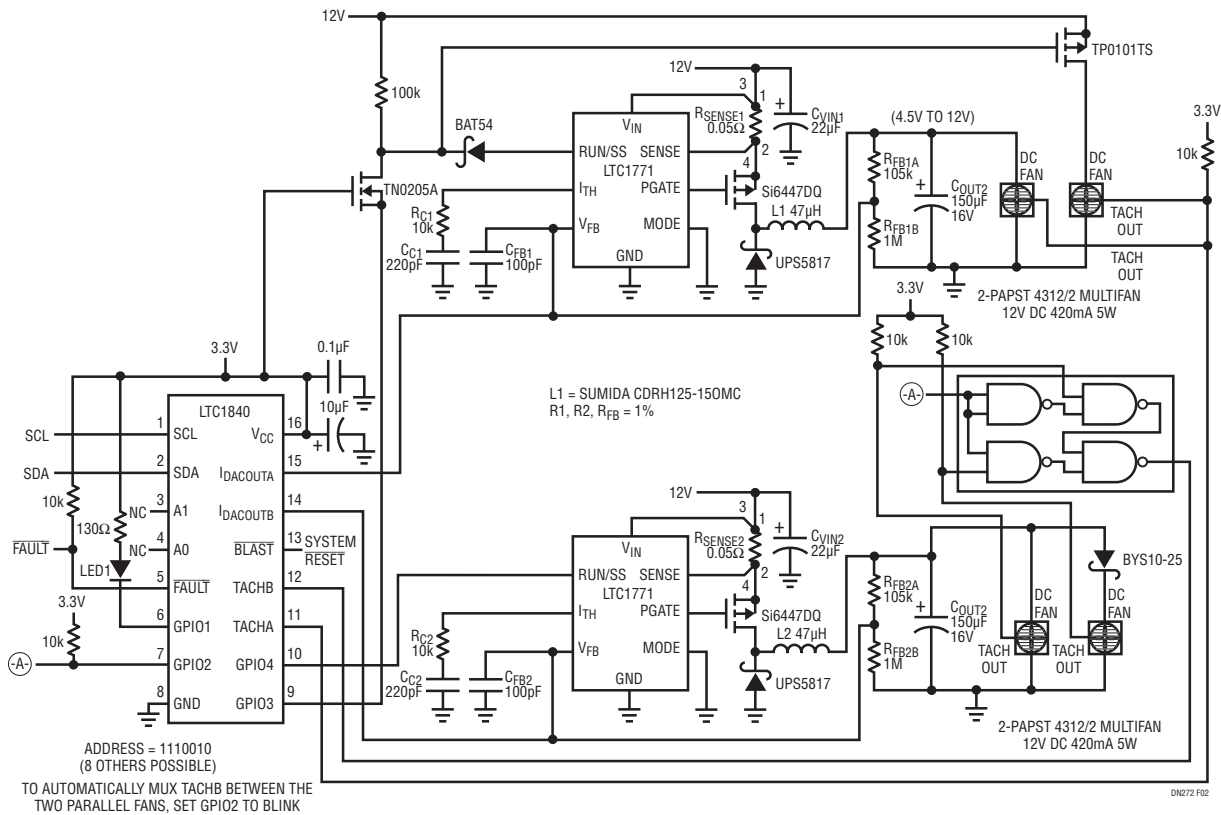 12V
TP0101TS
100k
12V
3
1
BAT54
VIN
RSENSE1
0.05Ω
+
CVIN1
22µF
(4.5V TO 12V)
3.3V
10k
RUN/SS
SENSE
2
LTC1771
4
TN0205A
ITH
PGATE
Si6447DQ
RFB1A
105k
DC
FAN
DC
FAN
+
COUT2
150µF
16V
TACH
OUT
RC1
10k
L1 47µH
VFB
MODE
RFB1B
1M
CC1
220pF
CFB1
100pF
GND
UPS5817
TACH
OUT
2-PAPST 4312/2 MULTIFAN
12V DC 420mA 5W
3.3V
10k
10k
3.3V
0.1µF
L1 = SUMIDA CDRH125-15OMC
R1, R2, RFB = 1%
-A-
10µF
+
LTC1840
SCL
1
SCL
VCC
16
SDA
2
SDA
IDACOUTA
15
10k
NC
3
A1
IDACOUTB
14
130Ω
NC
4
A0
BLAST
13
SYSTEM
RESET
FAULT
LED1
5
FAULT
TACHB
12
3.3V
6
GPIO1
TACHA
11
10k
-A-
7
GPIO2
GPIO4
10
8
GND
GPIO3
9
12V
3
1
VIN
RSENSE2
0.05Ω
+
CVIN2
22µF
RUN/SS
SENSE
2
LTC1771
4
ITH
PGATE
Si6447DQ
RFB2A
105k
BYS10-25
DC
FAN
DC
FAN
+
COUT2
150µF
16V
RC2
10k
L2 47µH
VFB
MODE
RFB2B
1M
TACH
OUT
TACH
OUT
CC2
220pF
CFB2
100pF
GND
UPS5817
2-PAPST 4312/2 MULTIFAN
12V DC 420mA 5W
ADDRESS = 1110010
(8 OTHERS POSSIBLE)
TO AUTOMATICALLY MUX TACHB BETWEEN THE
TWO PARALLEL FANS, SET GPIO2 TO BLINK
DN272 F02